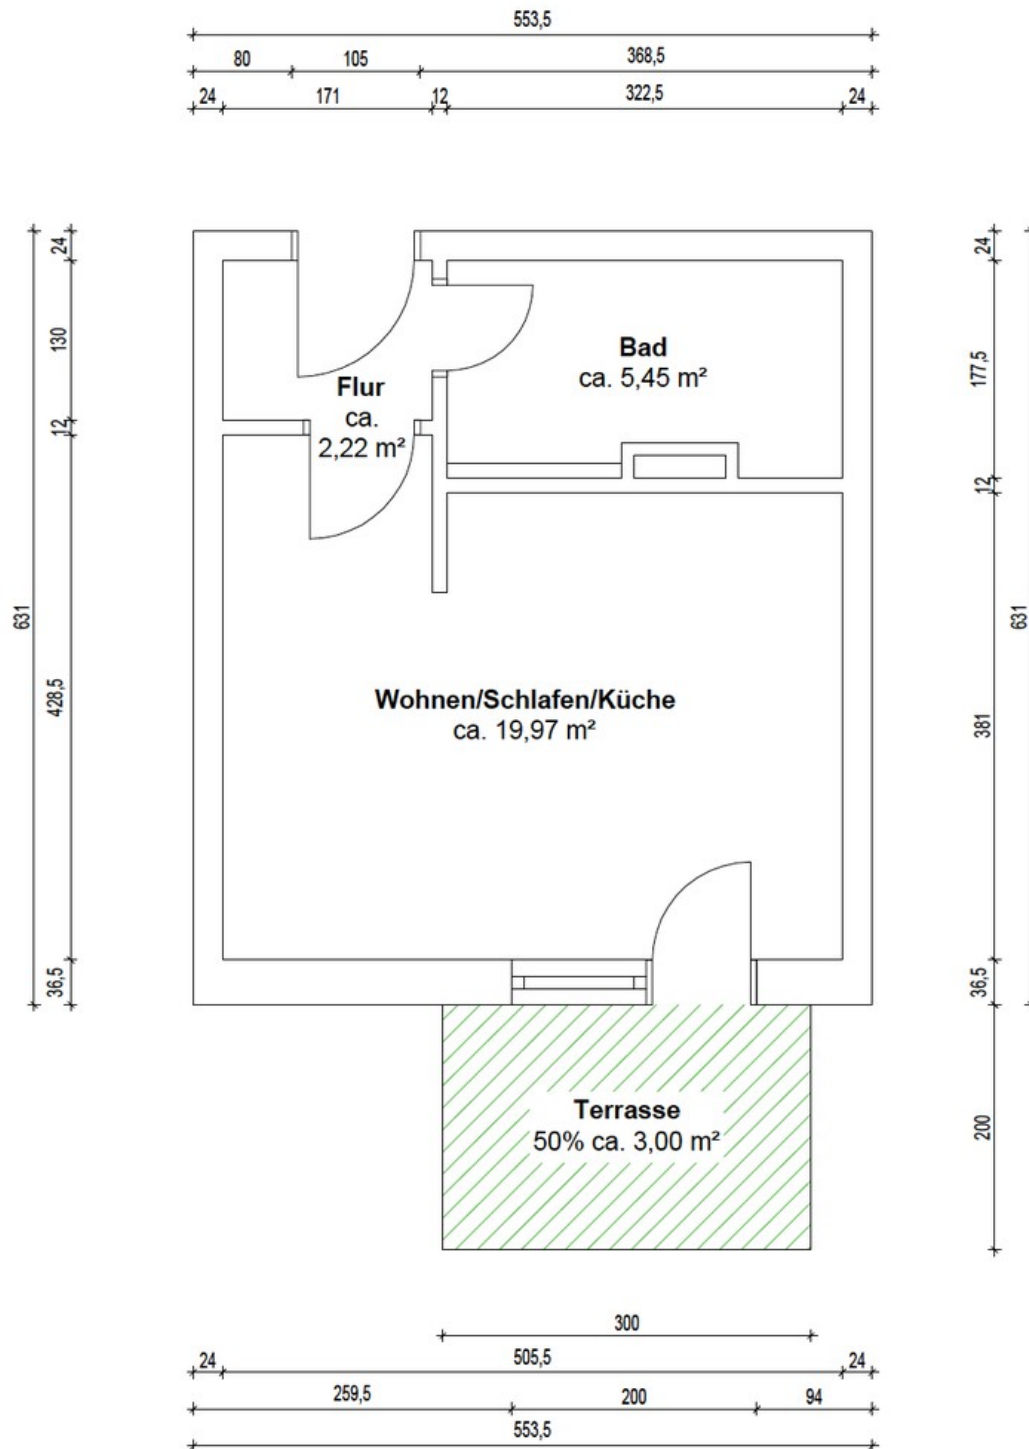 553,5
80 105 368,5
24 171 12 322,5 24
24
24
130
177,5
Bad
ca. 5,45 m²
Flur
ca.
2,22 m²
12
12
631
631
428,5
381
Wohnen/Schlafen/Küche
ca. 19,97 m²
36,5
36,5
Terrasse
50% ca. 3,00 m²
200
300
24 505,5 24
259,5 200 94
553,5